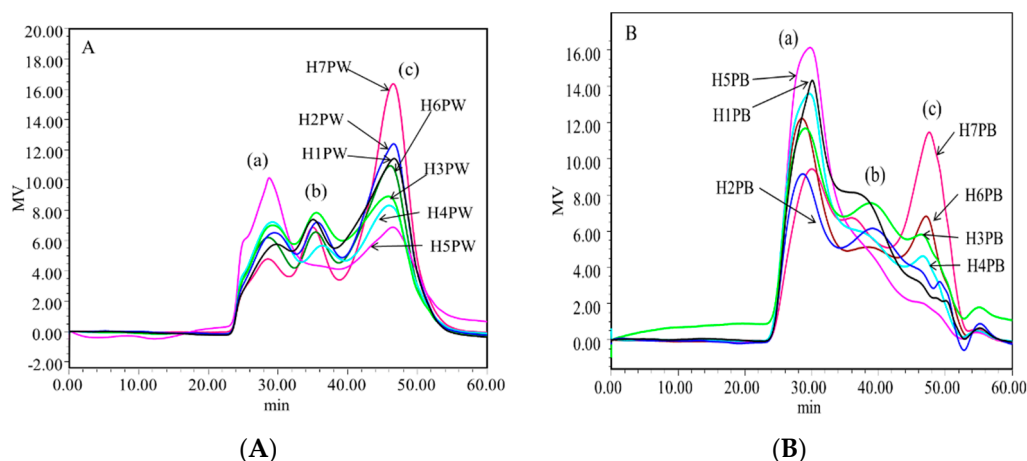 A
20.00
18.00
16.00
14.00
12.00
10.00
8.00
6.00
4.00
2.00
0.00
-2.00
MV
H7PW
(c)
H6PW
H2PW
H1PW
(a)
H3PW
(b)
H4PW
H5PW
0.00 10.00 20.00 30.00 40.00 50.00 60.00
min
(A)
B
16.00
14.00
12.00
10.00
8.00
6.00
4.00
2.00
0.00
MV
(a)
H5PB
H1PB
(c)
H7PB
(b)
H2PB
H6PB
H3PB
H4PB
0.00 10.00 20.00 30.00 40.00 50.00 60.00
min
(B)